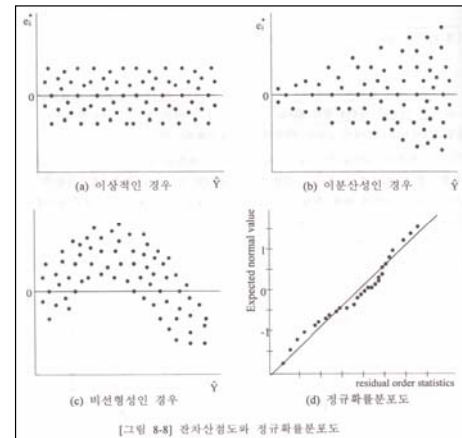 e*ᵢ
0
(a) 이상적인 경우
Ŷ
e*ᵢ
0
(b) 이분산성인 경우
Ŷ
0
(c) 비선형성인 경우
Ŷ
Expected normal value
1
0
-1
residual order statistics
(d) 정규확률분포도
[그림 8-8] 잔차산점도와 정규확률분포도